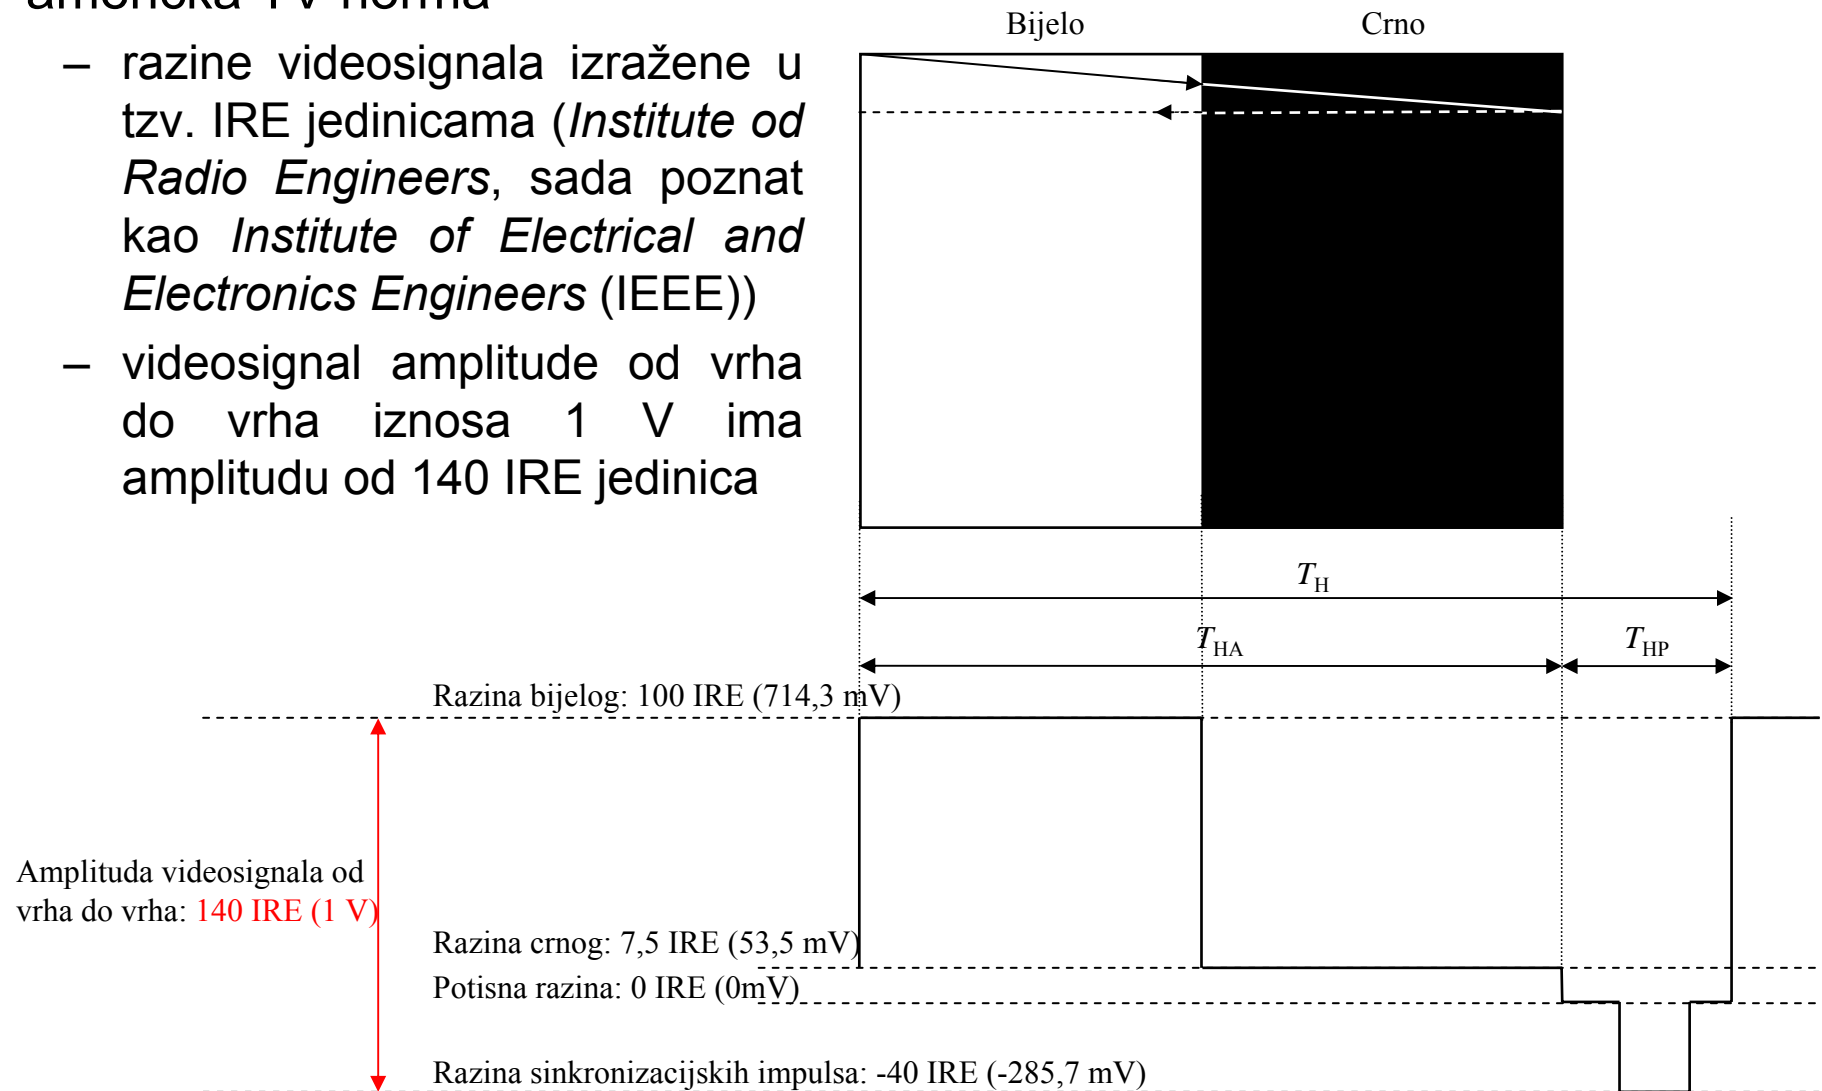 američka TV norma
– razine videosignala izražene u
tzv. IRE jedinicama (Institute od
Radio Engineers, sada poznat
kao Institute of Electrical and
Electronics Engineers (IEEE))
– videosignal amplitude od vrha
do vrha iznosa 1 V ima
amplitudu od 140 IRE jedinica
Bijelo
Crno
TH
THA
THP
Razina bijelog: 100 IRE (714,3 mV)
Amplituda videosignala od
vrha do vrha: 140 IRE (1 V)
Razina crnog: 7,5 IRE (53,5 mV)
Potisna razina: 0 IRE (0mV)
Razina sinkronizacijskih impulsa: -40 IRE (-285,7 mV)